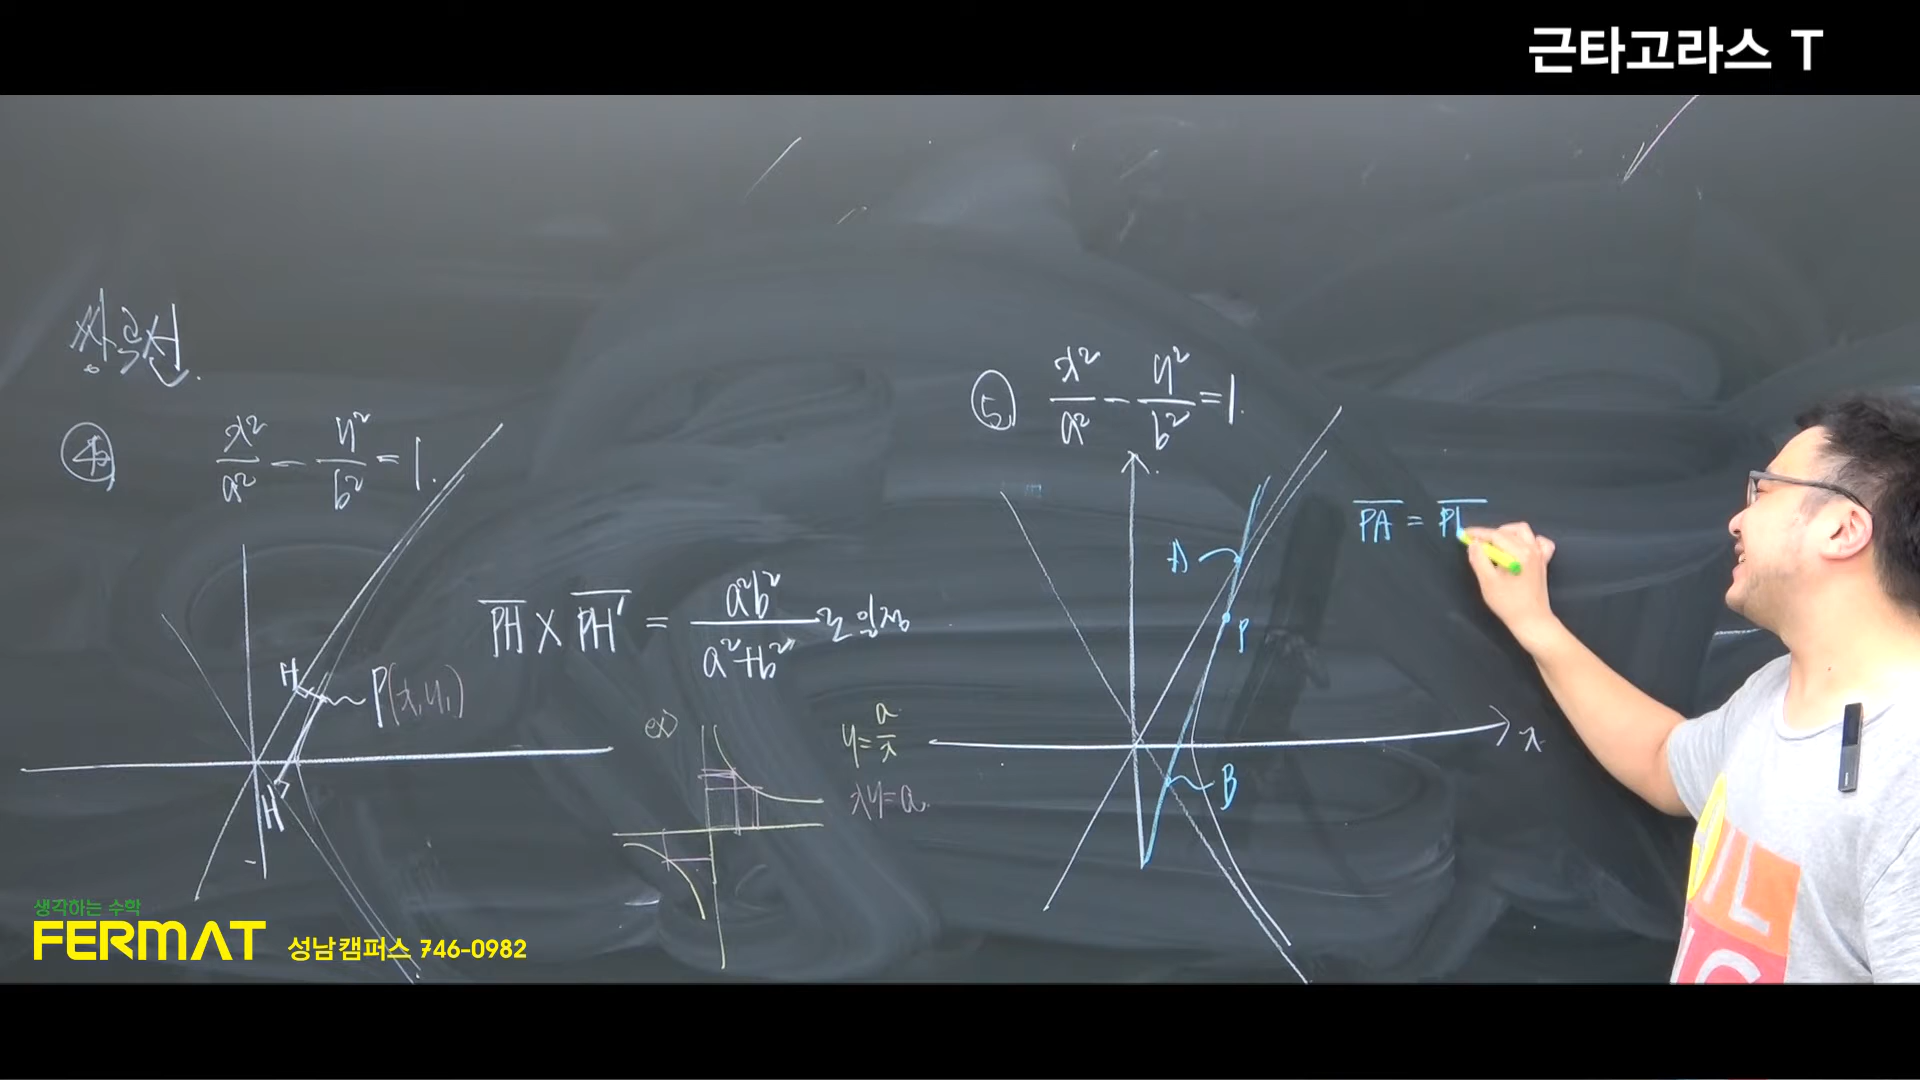 근타고라스 T
쌍곡선.
④ x²/a² - y²/b² = 1.
H
P(x₁, y₁)
H'
PH × PH' = a²b² / a²+b² 로 일정
ex)
y = a/x
xy = a.
⑤ x²/a² - y²/b² = 1.
A
P
B
x
PA = P
생각하는 수학
FERMAT 성남캠퍼스 746-0982